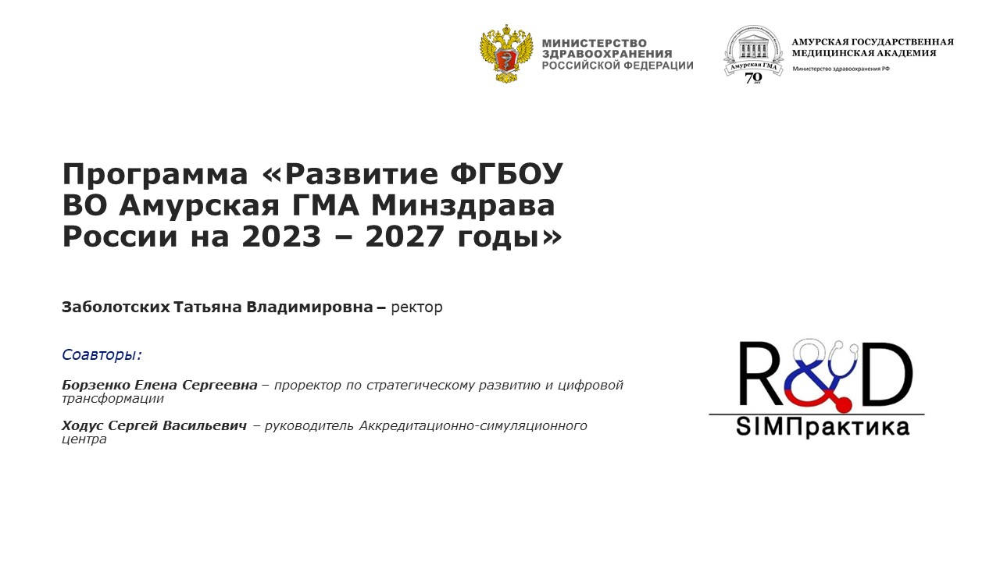 МИНИСТЕРСТВО
ЗДРАВООХРАНЕНИЯ
РОССИЙСКОЙ ФЕДЕРАЦИИ
Амурская ГМА
70
АМУРСКАЯ ГОСУДАРСТВЕННАЯ
МЕДИЦИНСКАЯ АКАДЕМИЯ
Министерство здравоохранения РФ
Программа «Развитие ФГБОУ
ВО Амурская ГМА Минздрава
России на 2023 – 2027 годы»
Заболотских Татьяна Владимировна – ректор
Соавторы:
Борзенко Елена Сергеевна – проректор по стратегическому развитию и цифровой
трансформации
Ходус Сергей Васильевич – руководитель Аккредитационно-симуляционного
центра
R&D
SIMПрактика